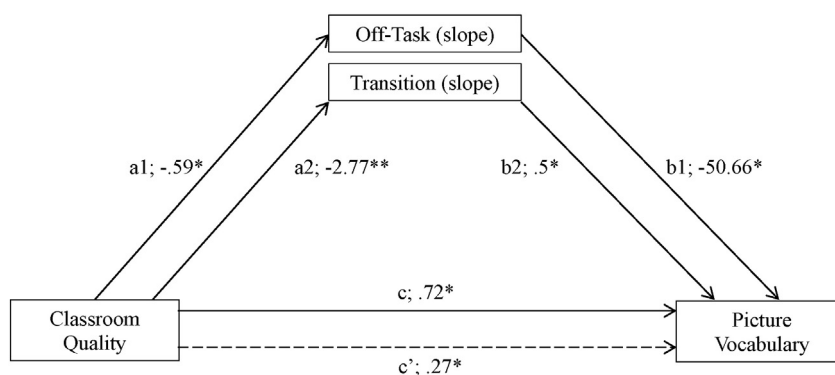 Off-Task (slope)
Transition (slope)
a1; -.59*
a2; -2.77**
b2; .5*
b1; -50.66*
Classroom
Quality
c; .72*
c’; .27*
Picture
Vocabulary